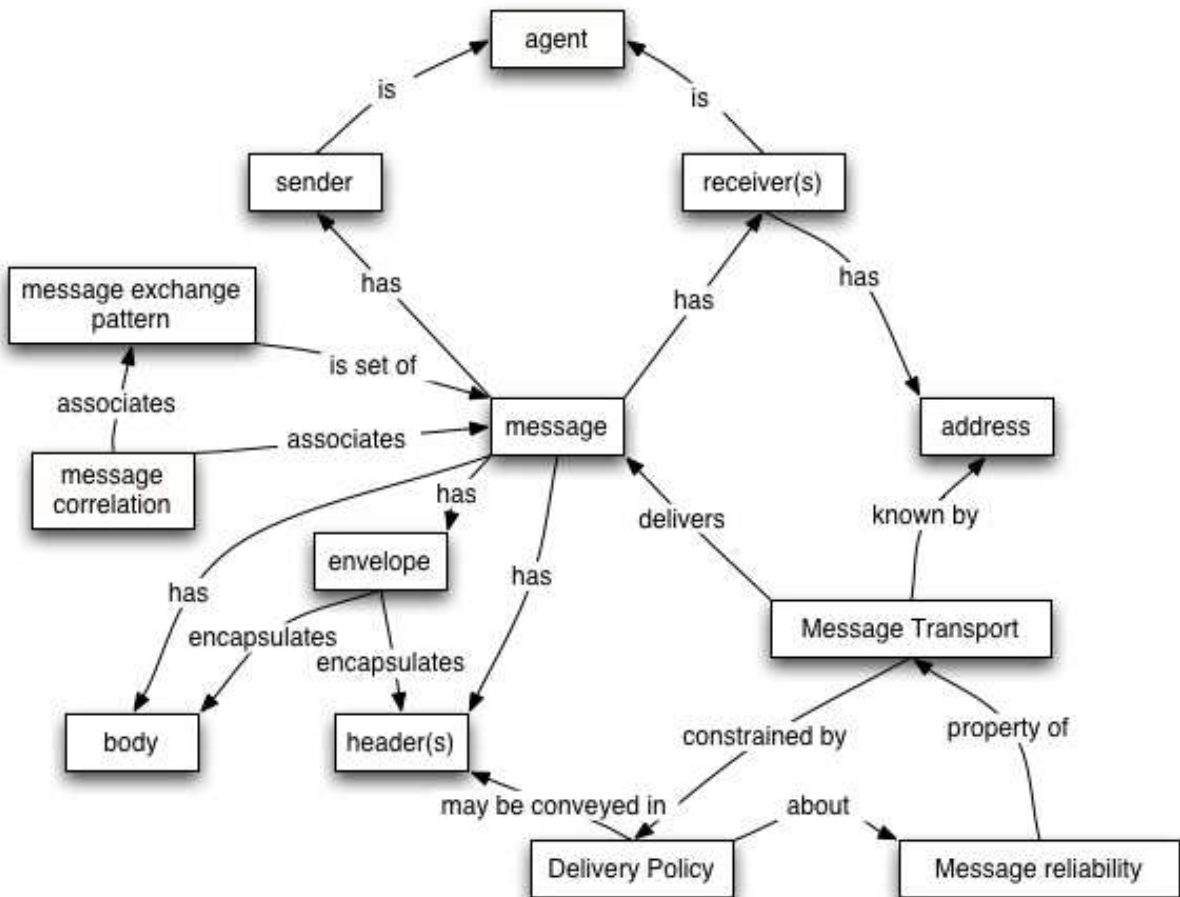 agent
is
is
sender
receiver(s)
has
has
has
message exchange
pattern
is set of
associates
associates
message
address
message
correlation
has
delivers
known by
envelope
has
has
encapsulates
Message Transport
encapsulates
body
header(s)
constrained by
property of
may be conveyed in
about
Delivery Policy
Message reliability